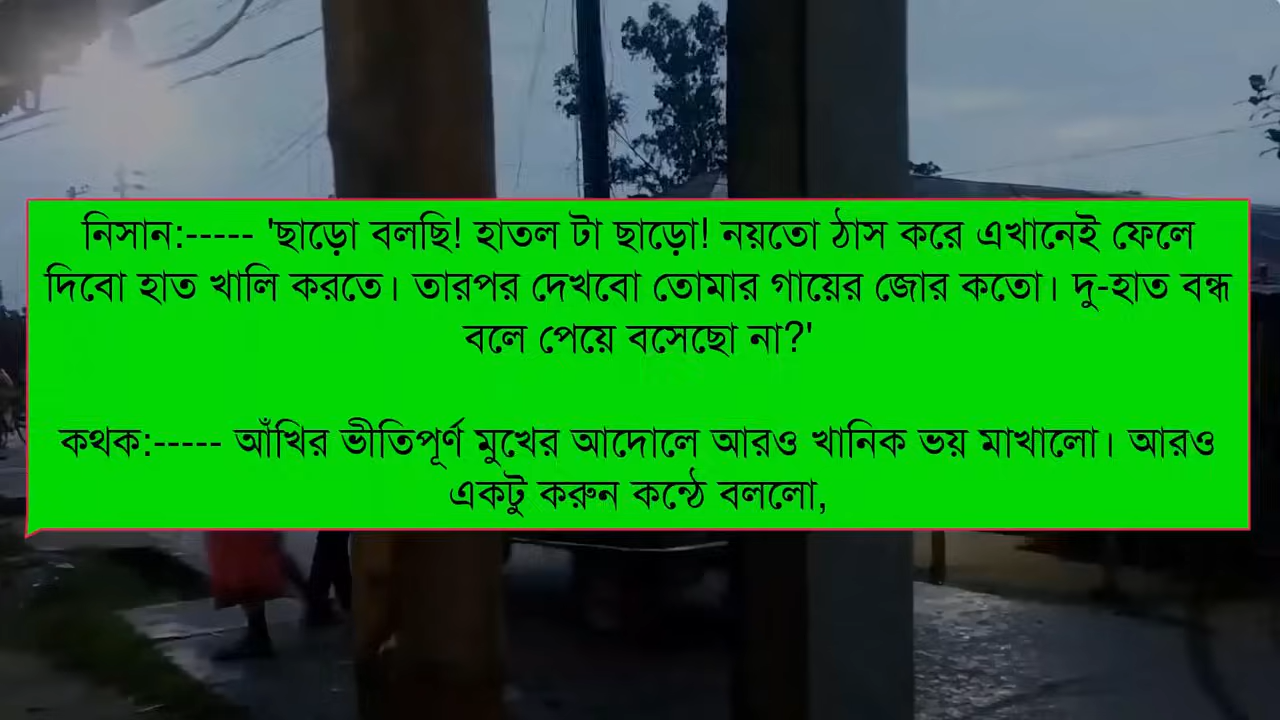 নিসান:----- 'ছাড়ো বলছি! হাতল টা ছাড়ো! নয়তো ঠাস করে এখানেই ফেলে
দিবো হাত খালি করতে। তারপর দেখবো তোমার গায়ের জোর কতো। দু-হাত বন্ধ
বলে পেয়ে বসেছো না?'
কথক:----- আঁখির ভীতিপূর্ণ মুখের আদোলে আরও খানিক ভয় মাখালো। আরও
একটু করুন কন্ঠে বললো,